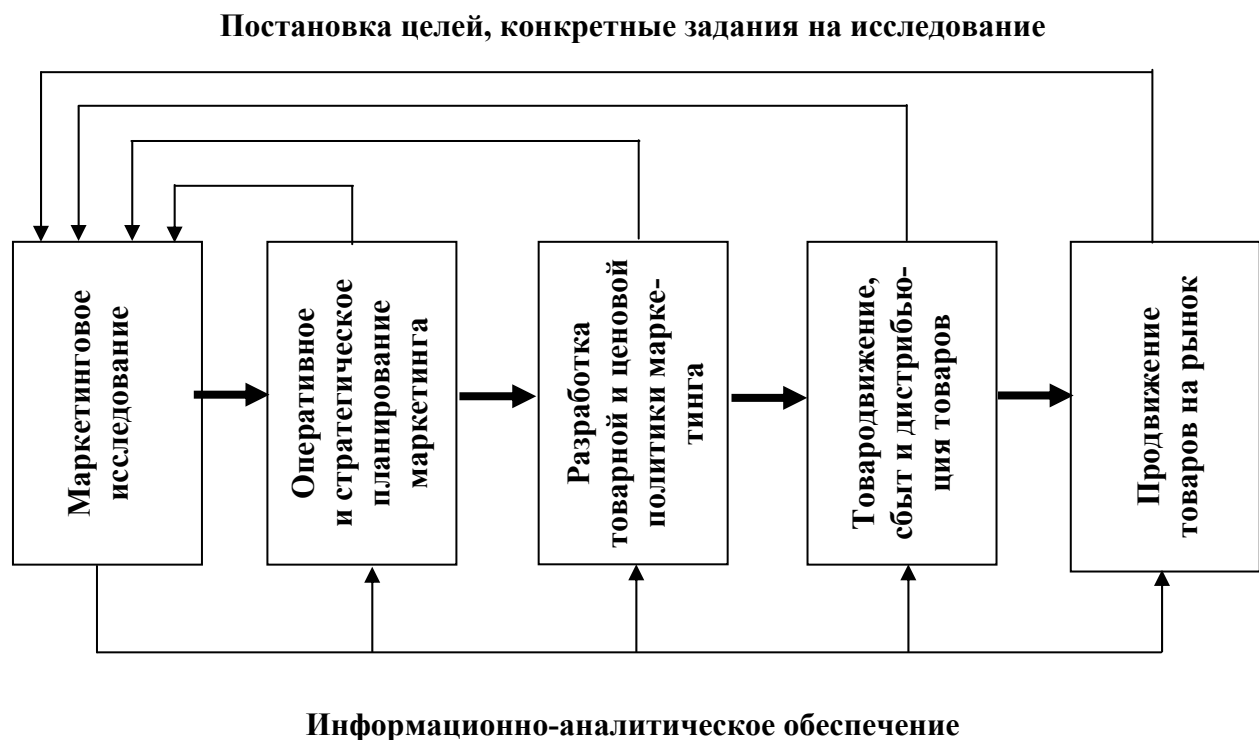 Постановка целей, конкретные задания на исследование
Маркетинговое
исследование
Оперативное
и стратегическое
планирование
маркетинга
Разработка
товарной и ценовой
политики марке-
тинга
Товародвижение,
сбыт и дистрибью-
ция товаров
Продвижение
товаров на рынок
Информационно-аналитическое обеспечение